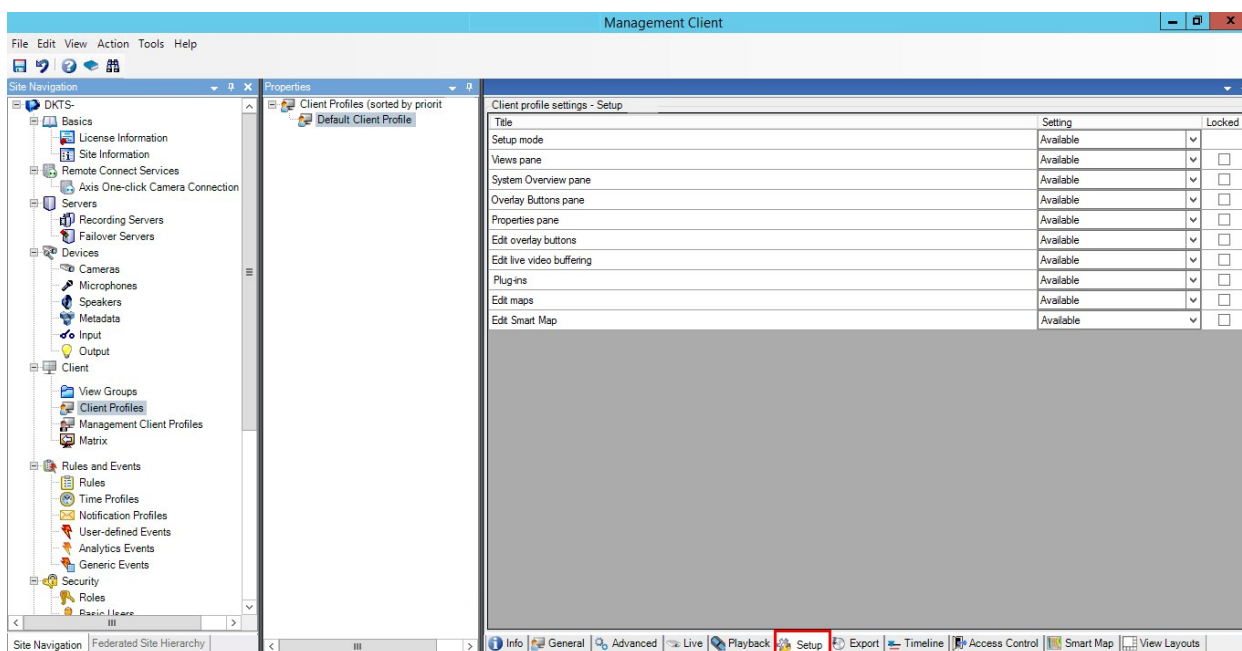 Management Client
File Edit View Action Tools Help
Site Navigation
DKTS-
Basics
License Information
Site Information
Remote Connect Services
Axis One-click Camera Connection
Servers
Recording Servers
Failover Servers
Devices
Cameras
Microphones
Speakers
Metadata
Input
Output
Client
View Groups
Client Profiles
Management Client Profiles
Matrix
Rules and Events
Rules
Time Profiles
Notification Profiles
User-defined Events
Analytics Events
Generic Events
Security
Roles
Basic Users
Site Navigation Federated Site Hierarchy
Properties
Client Profiles (sorted by priorit
Default Client Profile
Client profile settings - Setup
Title Setting Locked
Setup mode Available
Views pane Available
System Overview pane Available
Overlay Buttons pane Available
Properties pane Available
Edit overlay buttons Available
Edit live video buffering Available
Plug-ins Available
Edit maps Available
Edit Smart Map Available
Info General Advanced Live Playback Setup Export Timeline Access Control Smart Map View Layouts